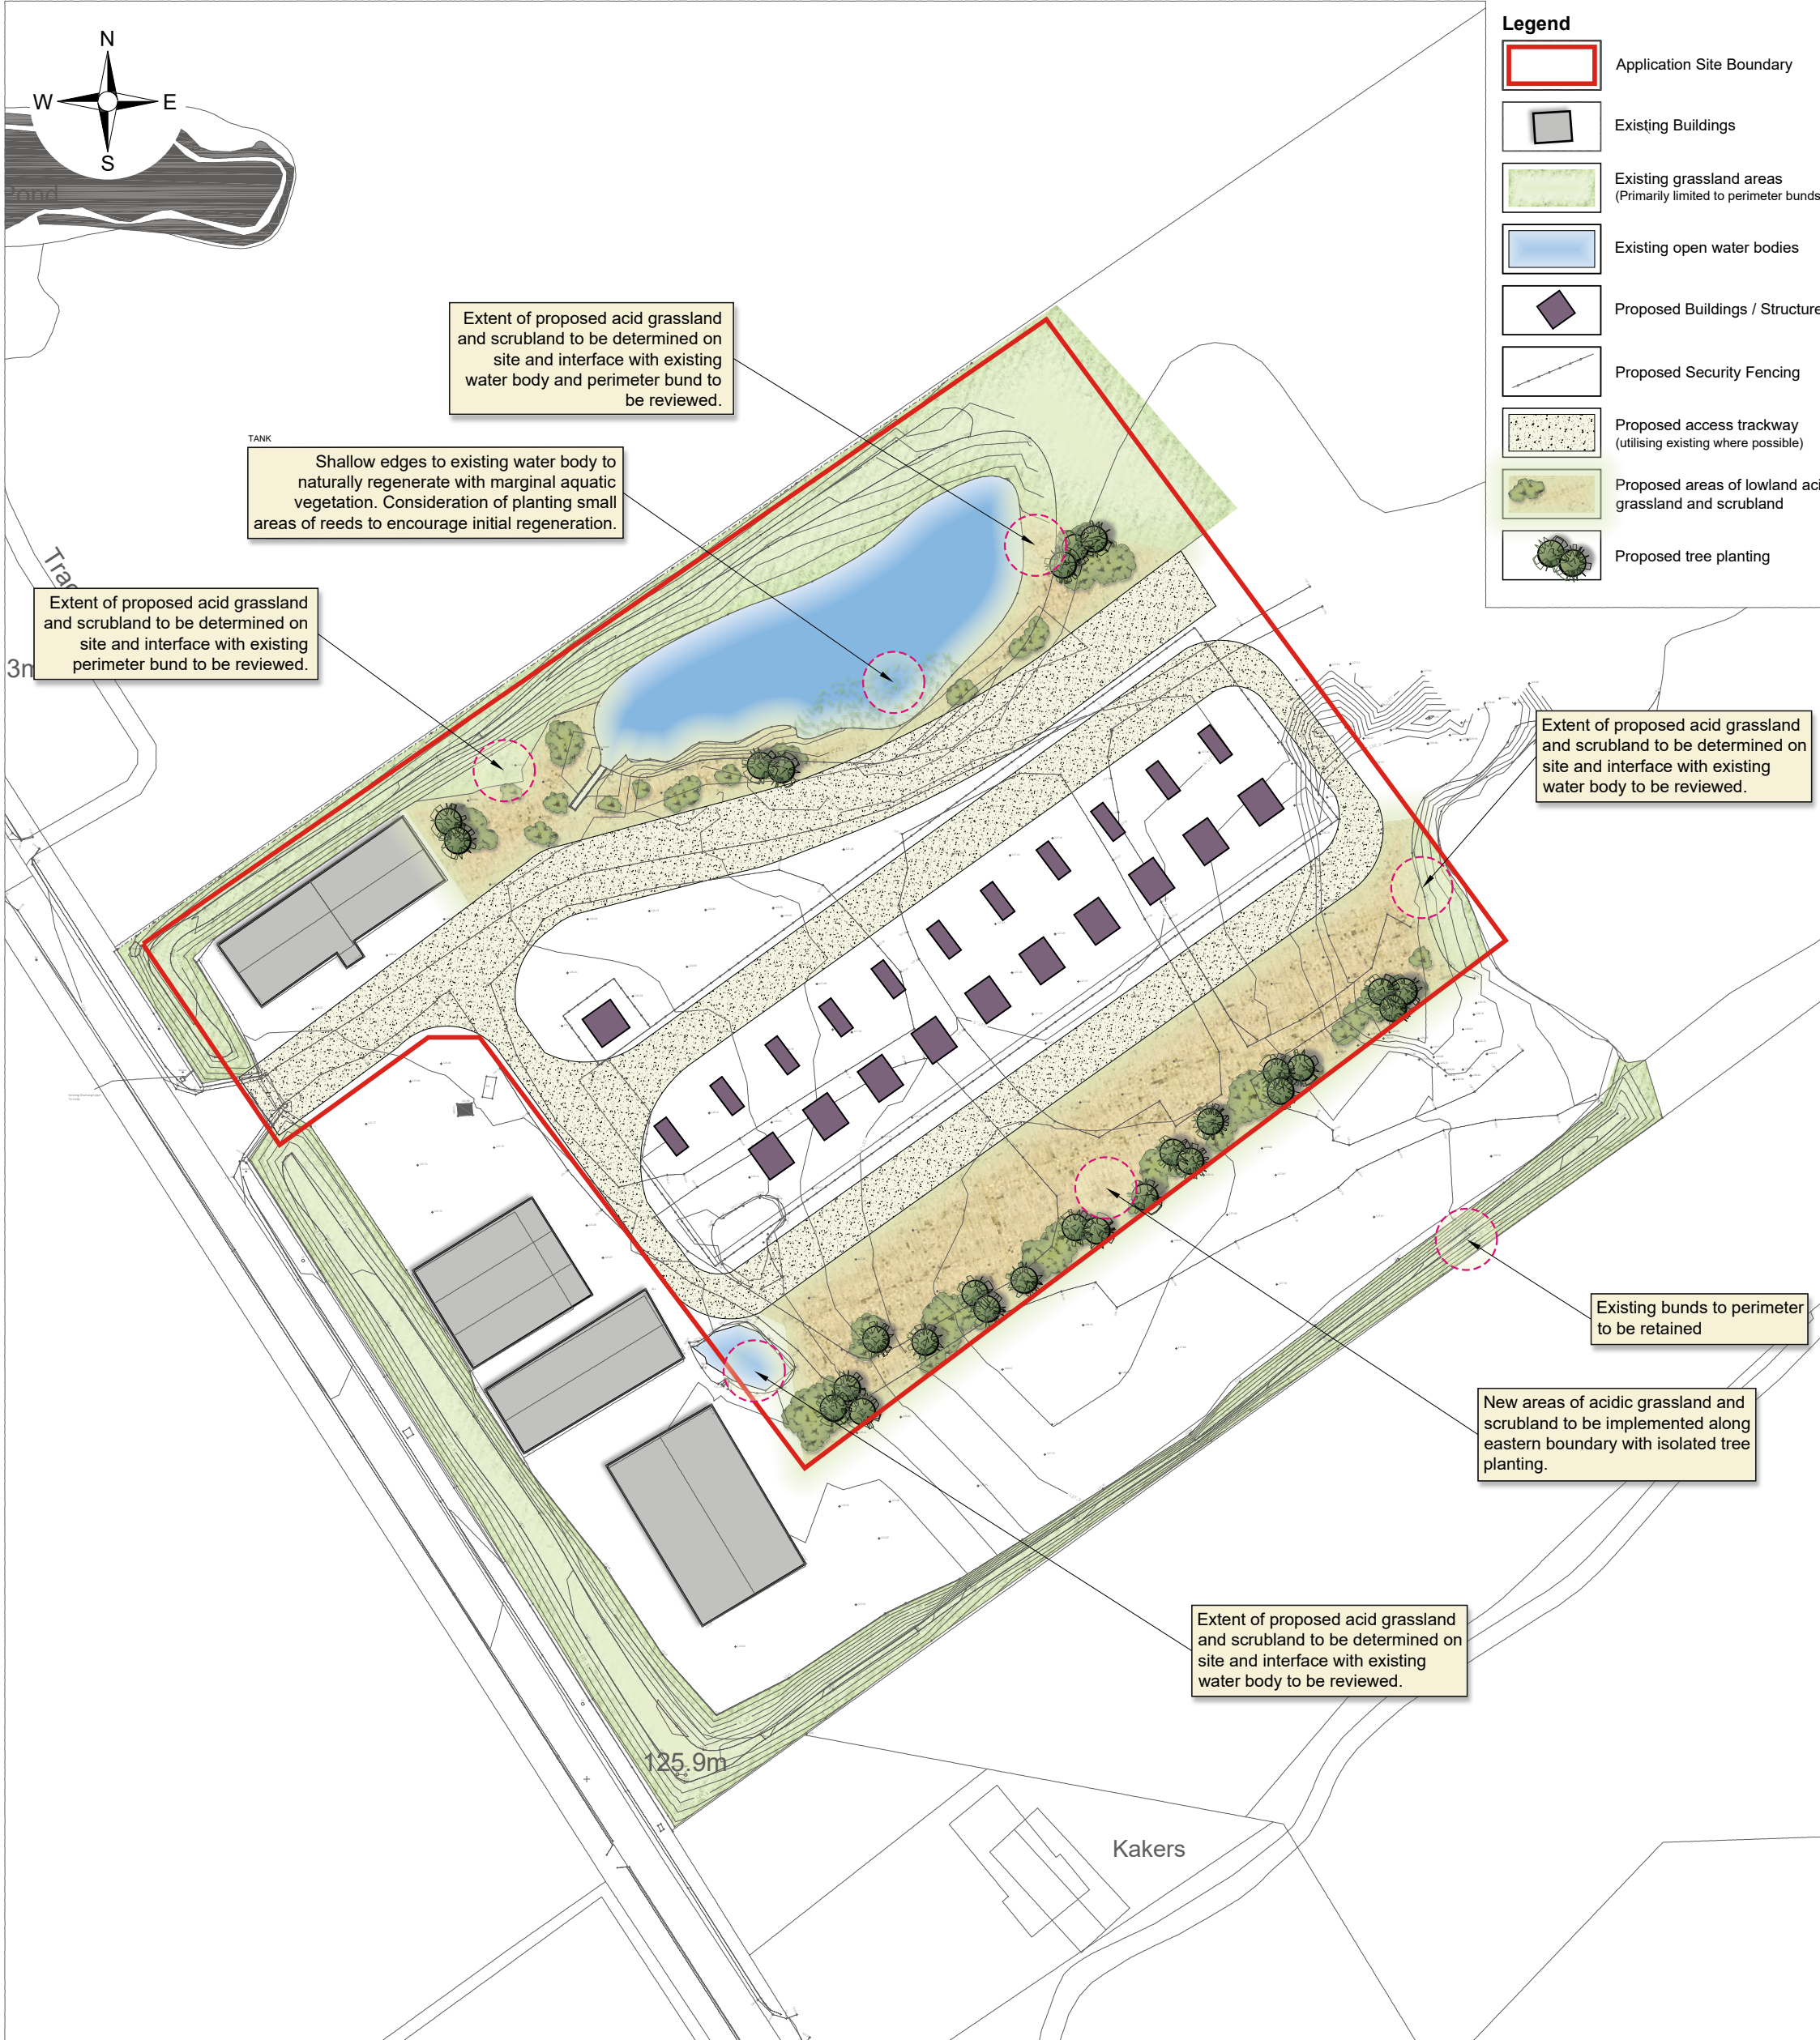 N
W
E
S
Pond
Legend
Application Site Boundary
Existing Buildings
Existing grassland areas
(Primarily limited to perimeter bunds
Existing open water bodies
Proposed Buildings / Structure
Proposed Security Fencing
Proposed access trackway
(utilising existing where possible)
Proposed areas of lowland aci
grassland and scrubland
Proposed tree planting
Extent of proposed acid grassland
and scrubland to be determined on
site and interface with existing
water body and perimeter bund to
be reviewed.
TANK
Shallow edges to existing water body to
naturally regenerate with marginal aquatic
vegetation. Consideration of planting small
areas of reeds to encourage initial regeneration.
Trac
Extent of proposed acid grassland
and scrubland to be determined on
site and interface with existing
perimeter bund to be reviewed.
3m
Extent of proposed acid grassland
and scrubland to be determined on
site and interface with existing
water body to be reviewed.
Existing bunds to perimeter
to be retained
New areas of acidic grassland and
scrubland to be implemented along
eastern boundary with isolated tree
planting.
Extent of proposed acid grassland
and scrubland to be determined on
site and interface with existing
water body to be reviewed.
125.9m
Kakers